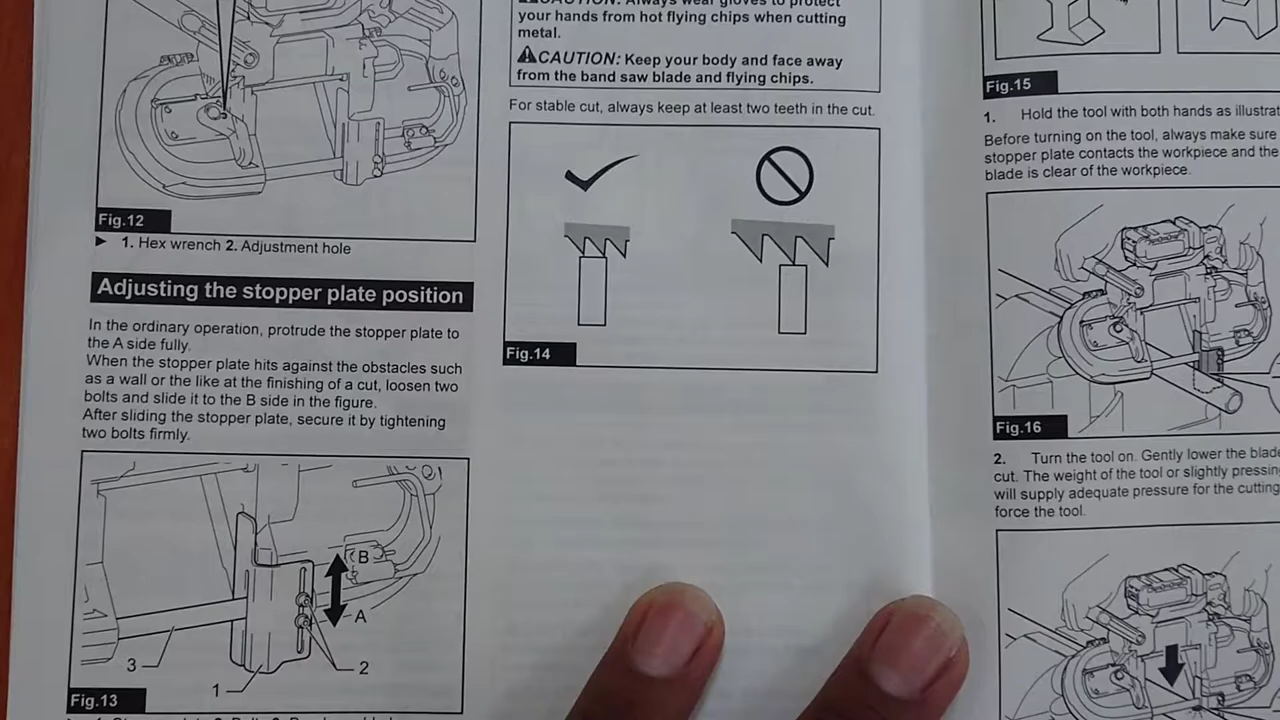 Fig.12
1. Hex wrench 2. Adjustment hole
Adjusting the stopper plate position
In the ordinary operation, protrude the stopper plate to
the A side fully.
When the stopper plate hits against the obstacles such
as a wall or the like at the finishing of a cut, loosen two
bolts and slide it to the B side in the figure.
After sliding the stopper plate, secure it by tightening
two bolts firmly.
B
A
3
2
1
Fig.13
CAUTION: Always wear gloves to protect
your hands from hot flying chips when cutting
metal.
CAUTION: Keep your body and face away
from the band saw blade and flying chips.
For stable cut, always keep at least two teeth in the cut.
Fig.14
Fig.15
1. Hold the tool with both hands as
Before turning on the tool, always make sure
stopper plate contacts the workpiece and the
blade is clear of the workpiece.
Fig.16
2. Turn the tool on. Gently lower the blade
cut. The weight of the tool or slightly
will supply adequate pressure for the cutting
force the tool.